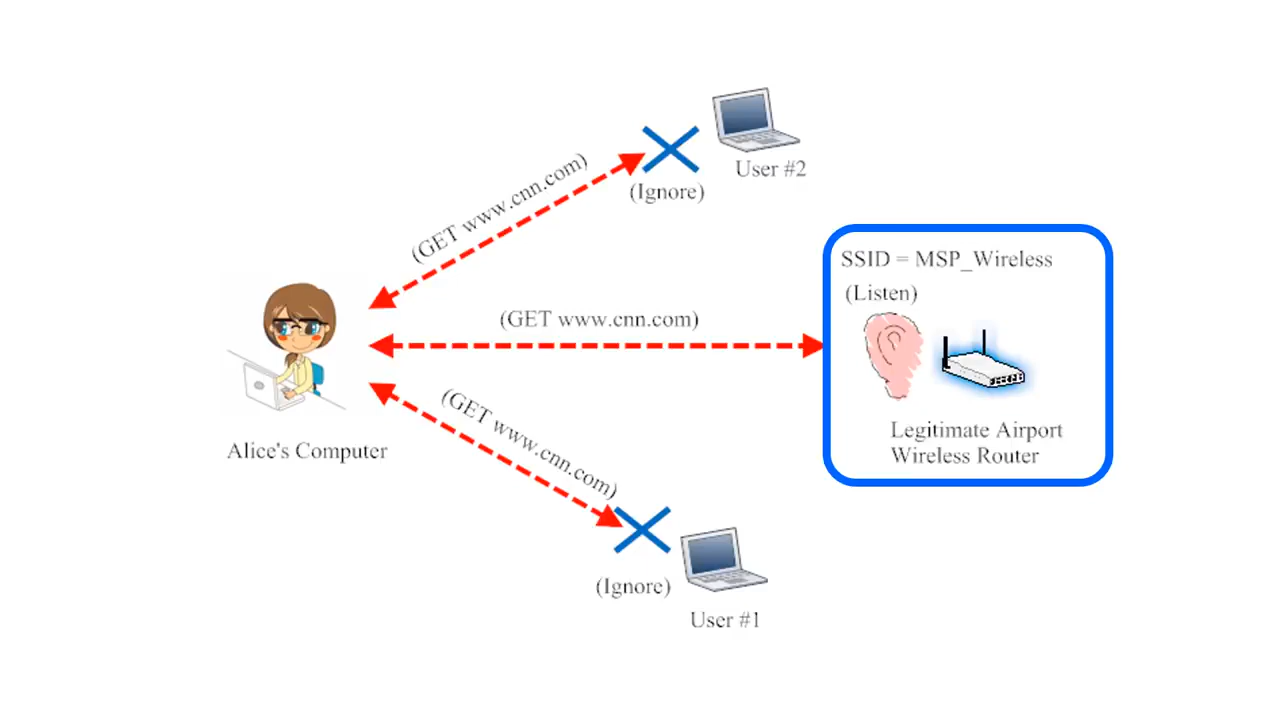 User #2
(GET www.cnn.com)
(Ignore)
SSID = MSP_Wireless
(Listen)
(GET www.cnn.com)
Legitimate Airport
Wireless Router
Alice's Computer
(GET www.cnn.com)
(Ignore)
User #1